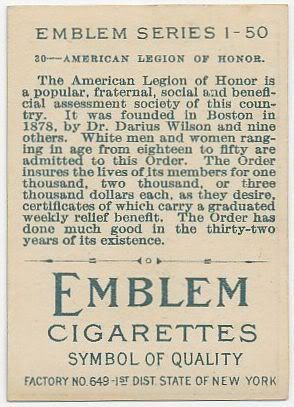 EMBLEM SERIES 1-50
30—AMERICAN LEGION OF HONOR.
The American Legion of Honor is
a popular, fraternal, social and benefi-
cial assessment society of this coun-
try. It was founded in Boston in
1878, by Dr. Darius Wilson and nine
others. White men and women rang-
ing in age from eighteen to fifty are
admitted to this Order. The Order
insures the lives of its members for one
thousand, two thousand, or three
thousand dollars each, as they desire,
certificates of which carry a graduated
weekly relief benefit. The Order has
done much good in the thirty-two
years of its existence.
EMBLEM
CIGARETTES
SYMBOL OF QUALITY
FACTORY NO. 649-1ST DIST. STATE OF NEW YORK